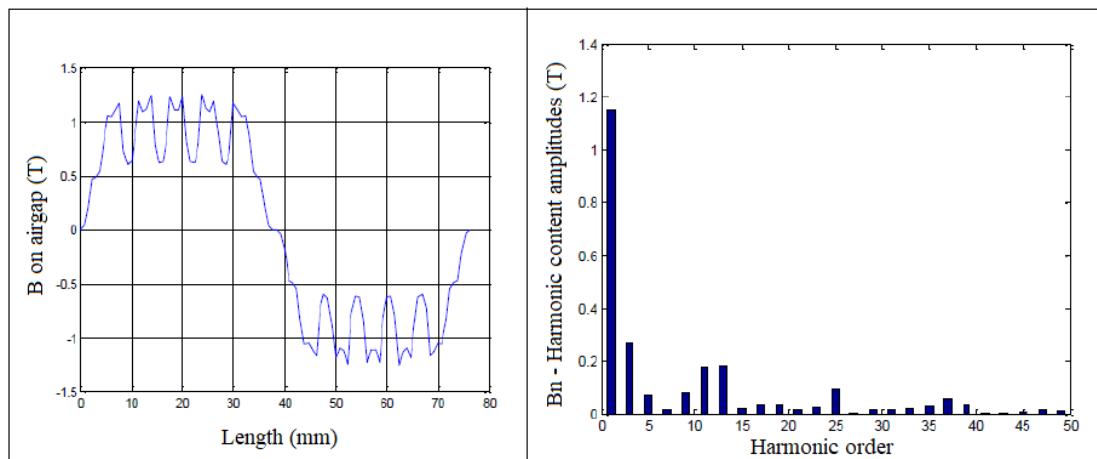 1.5
1
0.5
0
-0.5
-1
-1.5
0 10 20 30 40 50 60 70 80
B on airgap (T)
Length (mm)
1.4
1.2
1
0.8
0.6
0.4
0.2
0
0 5 10 15 20 25 30 35 40 45 50
Bn - Harmonic content amplitudes (T)
Harmonic order